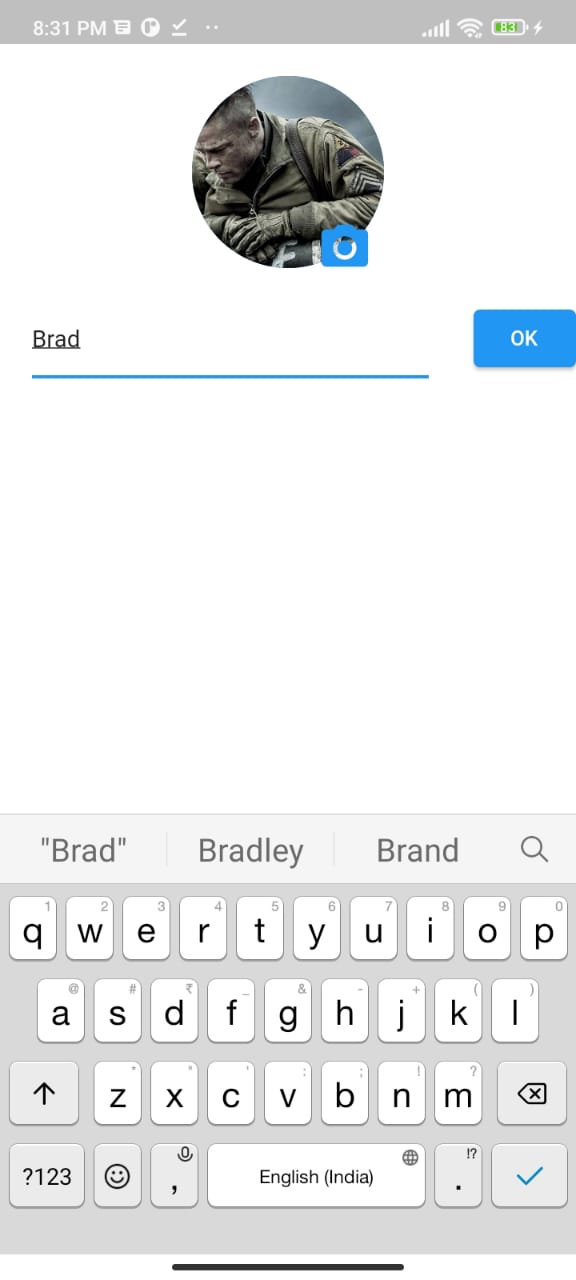 8:31 PM
83
Brad
OK
"Brad" Bradley Brand
1 2 3 4 5 6 7 8 9 0
q w e r t y u i o p
@ # ₹ _ & - + ( )
a s d f g h j k l
* " ' : ; ! ?
z x c v b n m
!?
?123 , English (India) .